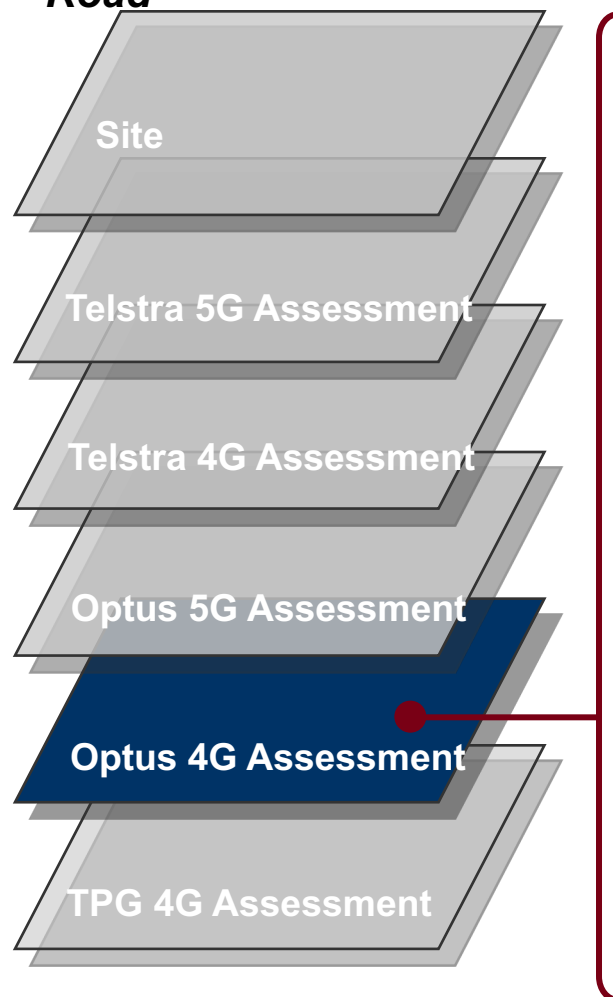 Road
Site
Telstra 5G Assessment
Telstra 4G Assessment
Optus 5G Assessment
Optus 4G Assessment
TPG 4G Assessment